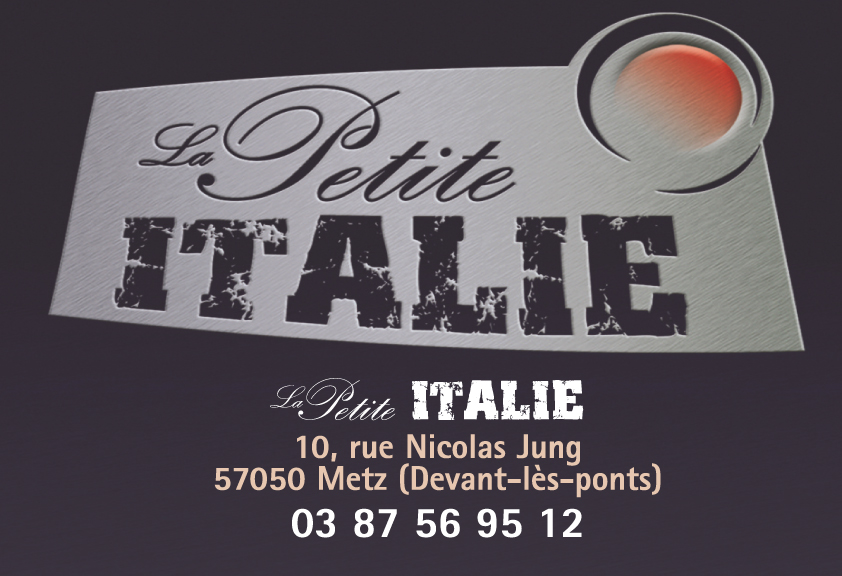 La Petite
ITALIE
La Petite ITALIE
10, rue Nicolas Jung
57050 Metz (Devant-lès-ponts)
03 87 56 95 12